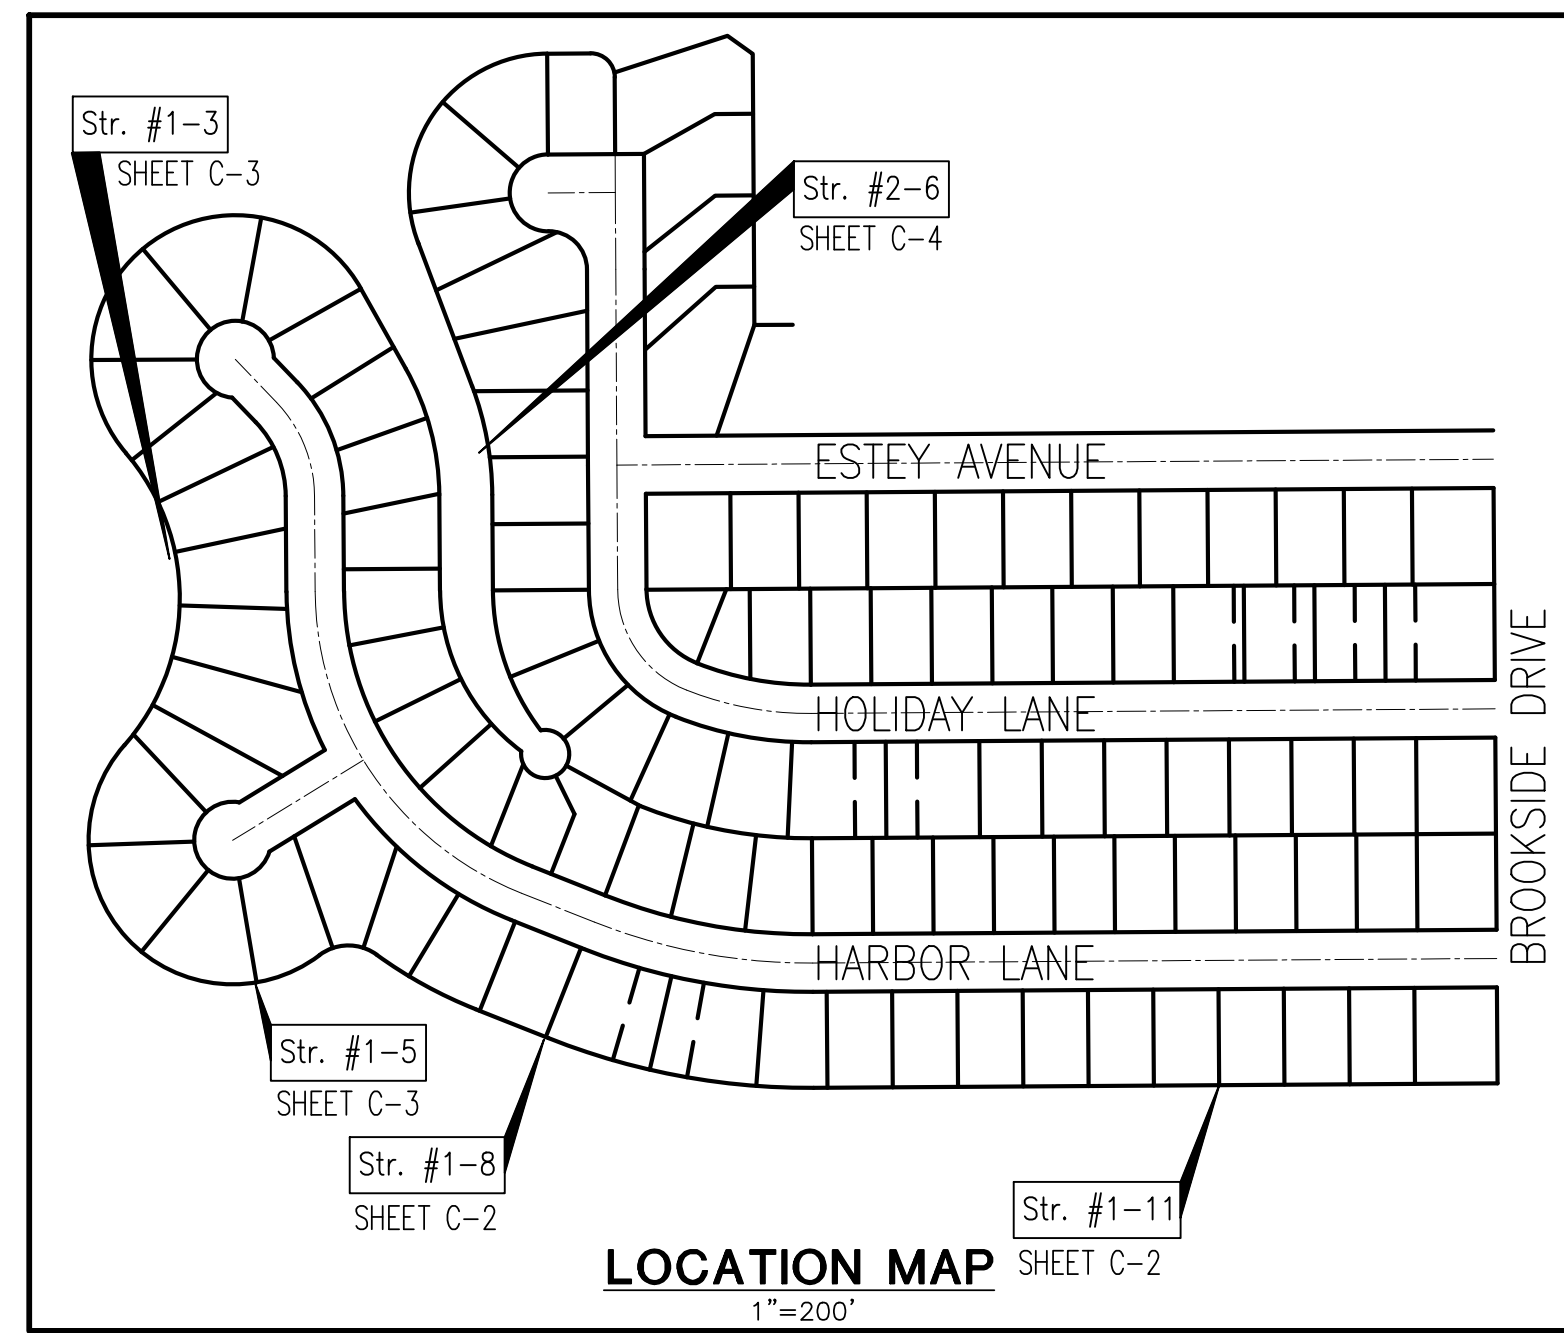 Str. #1-3
SHEET C-3
Str. #2-6
SHEET C-4
ESTEY AVENUE
HOLIDAY LANE
BROOKSIDE DRIVE
HARBOR LANE
Str. #1-5
SHEET C-3
Str. #1-8
SHEET C-2
Str. #1-11
SHEET C-2
LOCATION MAP
1"=200'